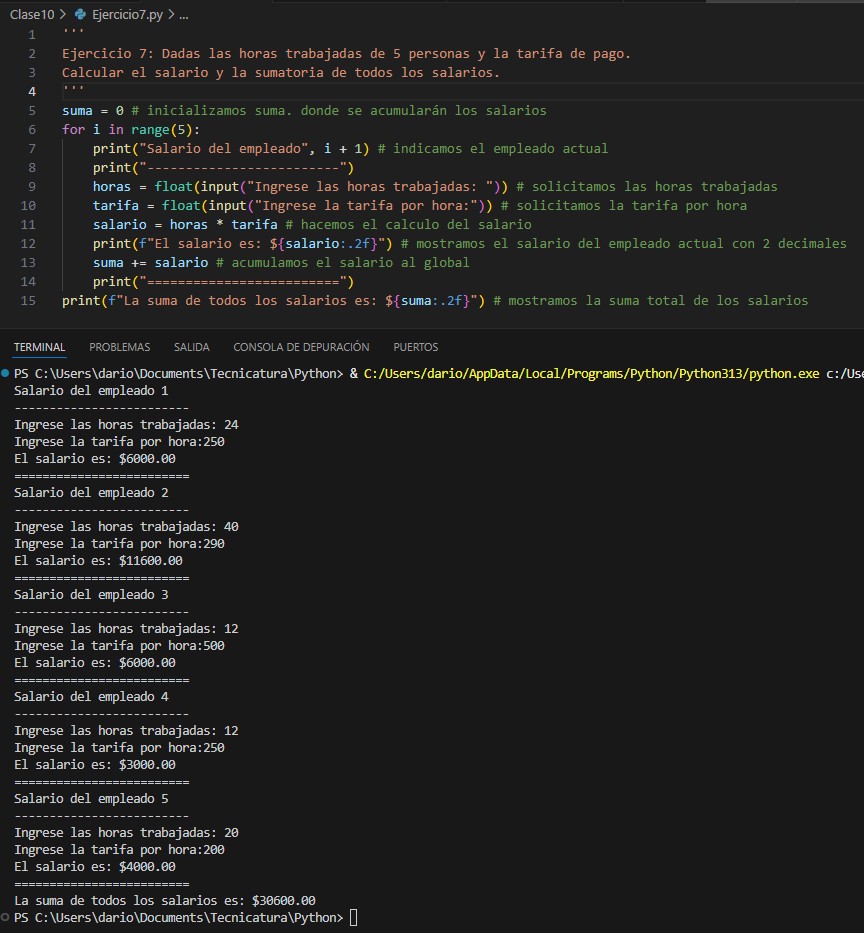 Clase10 > Ejercicio7.py > ...
1 '''
2 Ejercicio 7: Dadas las horas trabajadas de 5 personas y la tarifa de pago.
3 Calcular el salario y la sumatoria de todos los salarios.
4 '''
5 suma = 0 # inicializamos suma. donde se acumularán los salarios
6 for i in range(5):
7     print("Salario del empleado", i + 1) # indicamos el empleado actual
8     print("-------------------------")
9     horas = float(input("Ingrese las horas trabajadas: ")) # solicitamos las horas trabajadas
10     tarifa = float(input("Ingrese la tarifa por hora:")) # solicitamos la tarifa por hora
11     salario = horas * tarifa # hacemos el calculo del salario
12     print(f"El salario es: ${salario:.2f}") # mostramos el salario del empleado actual con 2 decimales
13     suma += salario # acumulamos el salario al global
14     print("=========================")
15 print(f"La suma de todos los salarios es: ${suma:.2f}") # mostramos la suma total de los salarios
TERMINAL PROBLEMAS SALIDA CONSOLA DE DEPURACIÓN PUERTOS
PS C:\Users\dario\Documents\Tecnicatura\Python> & C:/Users/dario/AppData/Local/Programs/Python/Python313/python.exe c:/Use
Salario del empleado 1
-------------------------
Ingrese las horas trabajadas: 24
Ingrese la tarifa por hora:250
El salario es: $6000.00
=========================
Salario del empleado 2
-------------------------
Ingrese las horas trabajadas: 40
Ingrese la tarifa por hora:290
El salario es: $11600.00
=========================
Salario del empleado 3
-------------------------
Ingrese las horas trabajadas: 12
Ingrese la tarifa por hora:500
El salario es: $6000.00
=========================
Salario del empleado 4
-------------------------
Ingrese las horas trabajadas: 12
Ingrese la tarifa por hora:250
El salario es: $3000.00
=========================
Salario del empleado 5
-------------------------
Ingrese las horas trabajadas: 20
Ingrese la tarifa por hora:200
El salario es: $4000.00
=========================
La suma de todos los salarios es: $30600.00
PS C:\Users\dario\Documents\Tecnicatura\Python>